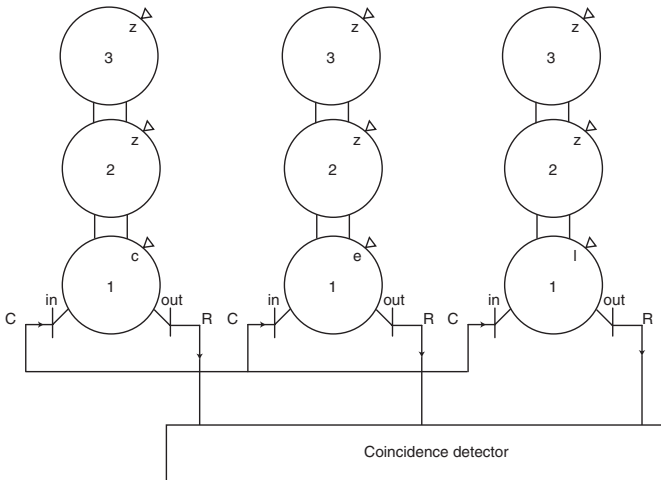 z z z
3 3 3
z z z
2 2 2
c e l
1 1 1
in out in out in out
C R C R C R
Coincidence detector